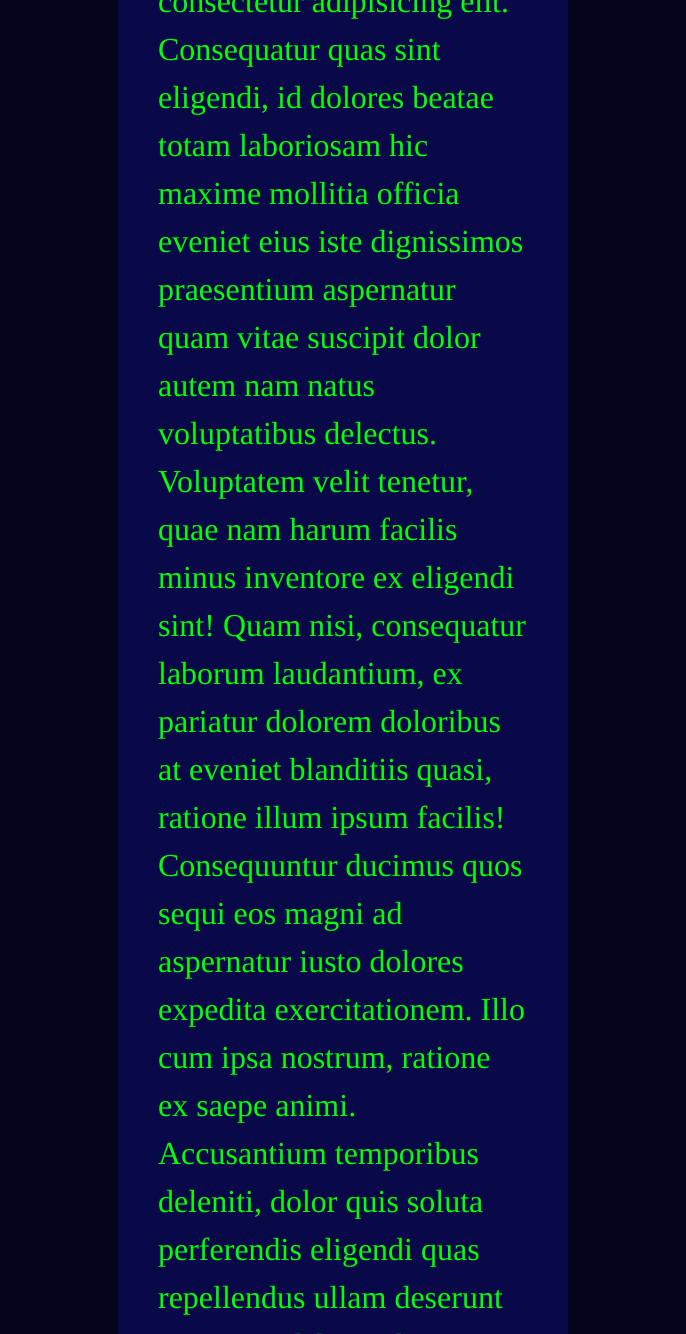 consectetur adipisicing elit.
Consequatur quas sint
eligendi, id dolores beatae
totam laboriosam hic
maxime mollitia officia
eveniet eius iste dignissimos
praesentium aspernatur
quam vitae suscipit dolor
autem nam natus
voluptatibus delectus.
Voluptatem velit tenetur,
quae nam harum facilis
minus inventore ex eligendi
sint! Quam nisi, consequatur
laborum laudantium, ex
pariatur dolorem doloribus
at eveniet blanditiis quasi,
ratione illum ipsum facilis!
Consequuntur ducimus quos
sequi eos magni ad
aspernatur iusto dolores
expedita exercitationem. Illo
cum ipsa nostrum, ratione
ex saepe animi.
Accusantium temporibus
deleniti, dolor quis soluta
perferendis eligendi quas
repellendus ullam deserunt